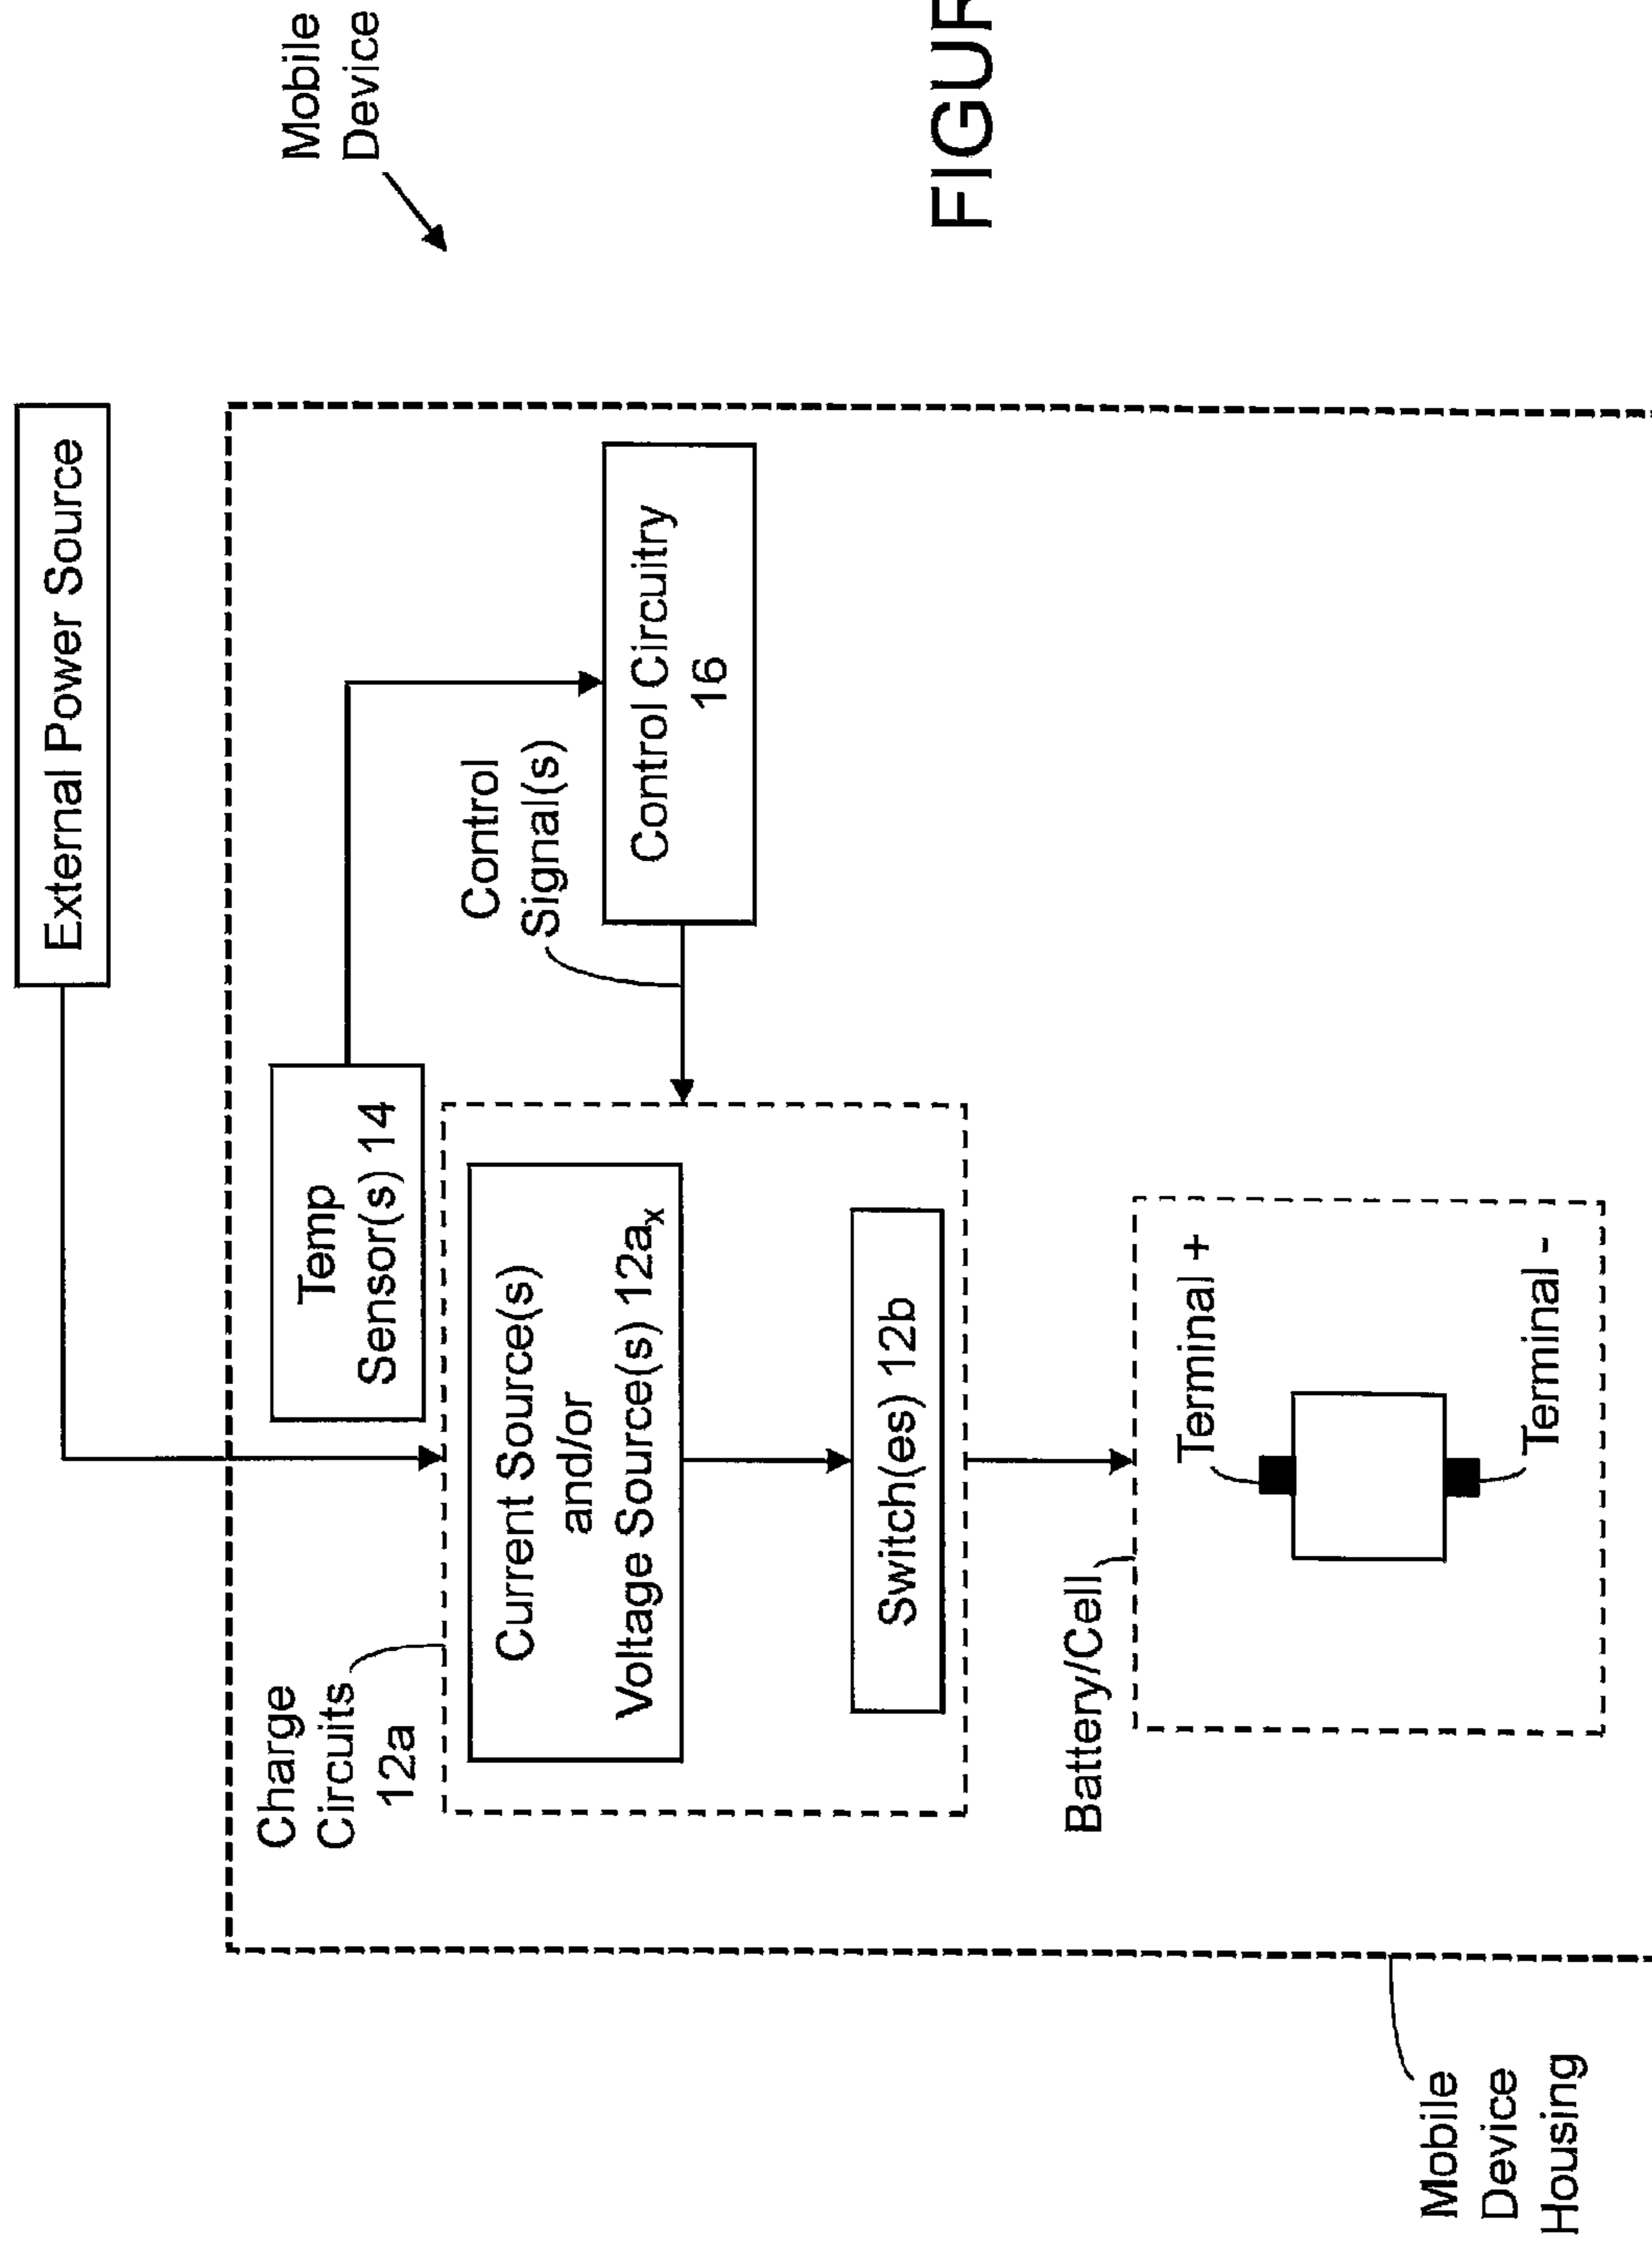 External Power Source
Mobile
Device
Charge
Circuits
12a
Temp
Sensor(s) 14
Control
Signal(s)
Current Source(s)
and/or
Voltage Source(s) 12aₓ
Control Circuitry
16
Switch(es) 12b
FIGUR
Battery/Cell
Terminal +
Terminal -
Mobile
Device
Housing